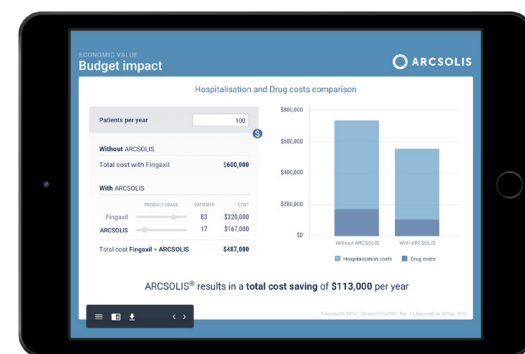 ECONOMIC VALUE
Budget impact
ARCSOLIS
Hospitalisation and Drug costs comparison
Patients per year 100
$
Without ARCSOLIS
Total cost with Fingaxil $600,000
With ARCSOLIS
PRODUCT USAGE PATIENTS COST
Fingaxil 83 $320,000
ARCSOLIS 17 $167,000
Total cost Fingaxil + ARCSOLIS $487,000
$800,000
$600,000
$400,000
$200,000
$0
Without ARCSOLIS With ARCSOLIS
Hospitalization costs Drug costs
ARCSOLIS® results in a total cost saving of $113,000 per year